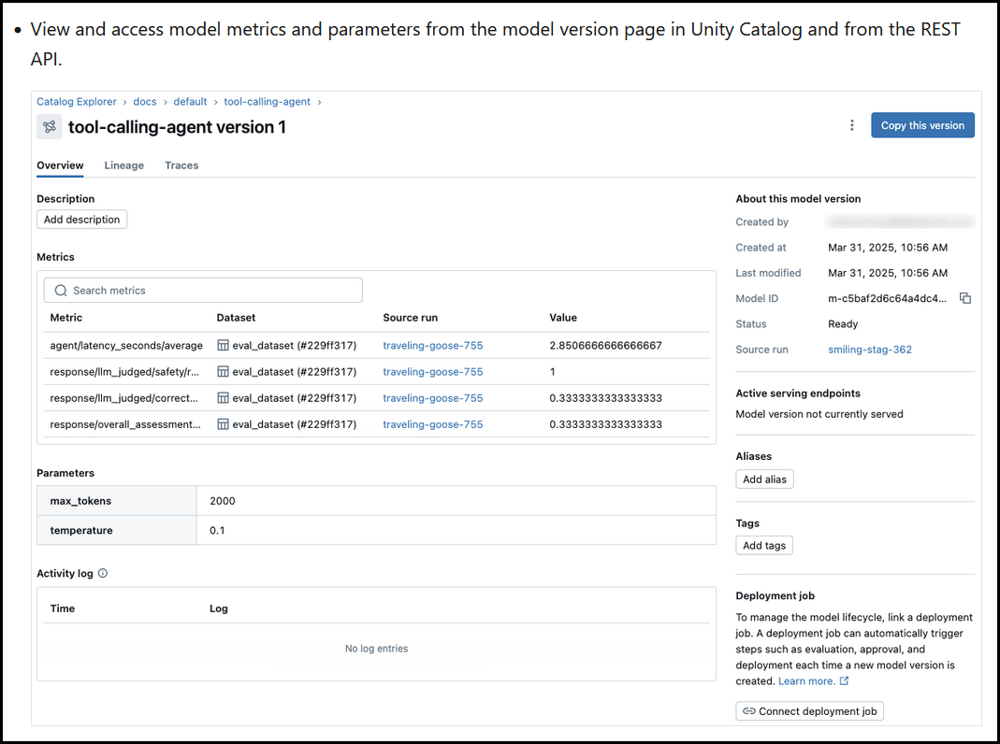 • View and access model metrics and parameters from the model version page in Unity Catalog and from the REST
API.
Catalog Explorer › docs › default › tool-calling-agent ›
tool-calling-agent version 1
Copy this version
Overview Lineage Traces
Description
Add description
Metrics
Search metrics
Metric Dataset Source run Value
agent/latency_seconds/average eval_dataset (#229ff317) traveling-goose-755 2.8506666666666667
response/llm_judged/safety/r... eval_dataset (#229ff317) traveling-goose-755 1
response/llm_judged/correct... eval_dataset (#229ff317) traveling-goose-755 0.3333333333333333
response/overall_assessment... eval_dataset (#229ff317) traveling-goose-755 0.3333333333333333
Parameters
max_tokens 2000
temperature 0.1
Activity log
Time Log
No log entries
About this model version
Created by
Created at Mar 31, 2025, 10:56 AM
Last modified Mar 31, 2025, 10:56 AM
Model ID m-c5baf2d6c64a4dc4...
Status Ready
Source run smiling-stag-362
Active serving endpoints
Model version not currently served
Aliases
Add alias
Tags
Add tags
Deployment job
To manage the model lifecycle, link a deployment
job. A deployment job can automatically trigger
steps such as evaluation, approval, and
deployment each time a new model version is
created. Learn more.
Connect deployment job